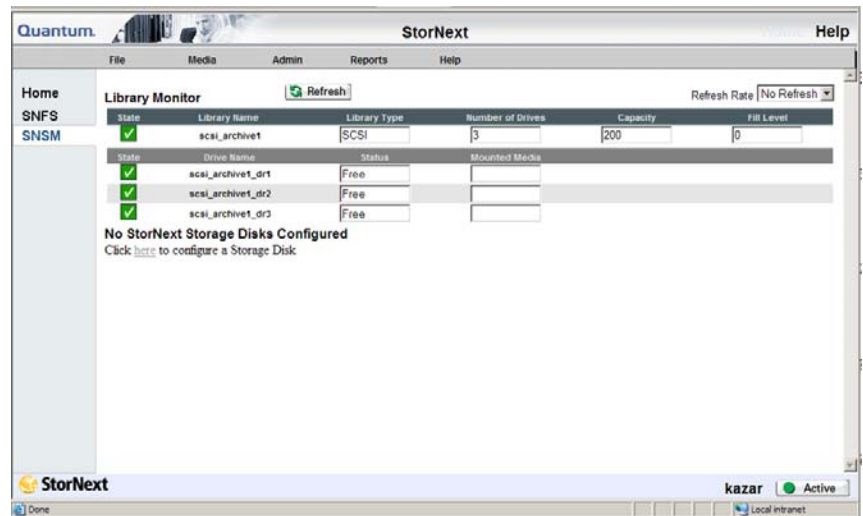 Quantum. StorNext Help
File Media Admin Reports Help
Home
SNFS
SNSM
Library Monitor Refresh Refresh Rate No Refresh
State Library Name Library Type Number of Drives Capacity Fill Level
scsi_archive1 SCSI 3 200 0
State Drive Name Status Mounted Media
scsi_archive1_dr1 Free
scsi_archive1_dr2 Free
scsi_archive1_dr3 Free
No StorNext Storage Disks Configured
Click here to configure a Storage Disk
StorNext kazar Active
Done Local intranet